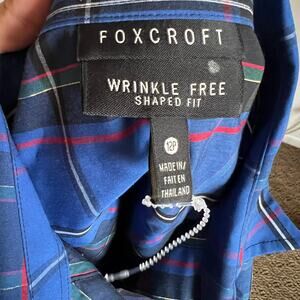 FOXCROFT
WRINKLE FREE
SHAPED FIT
12P
MADE IN /
FAIT EN
THAILAND